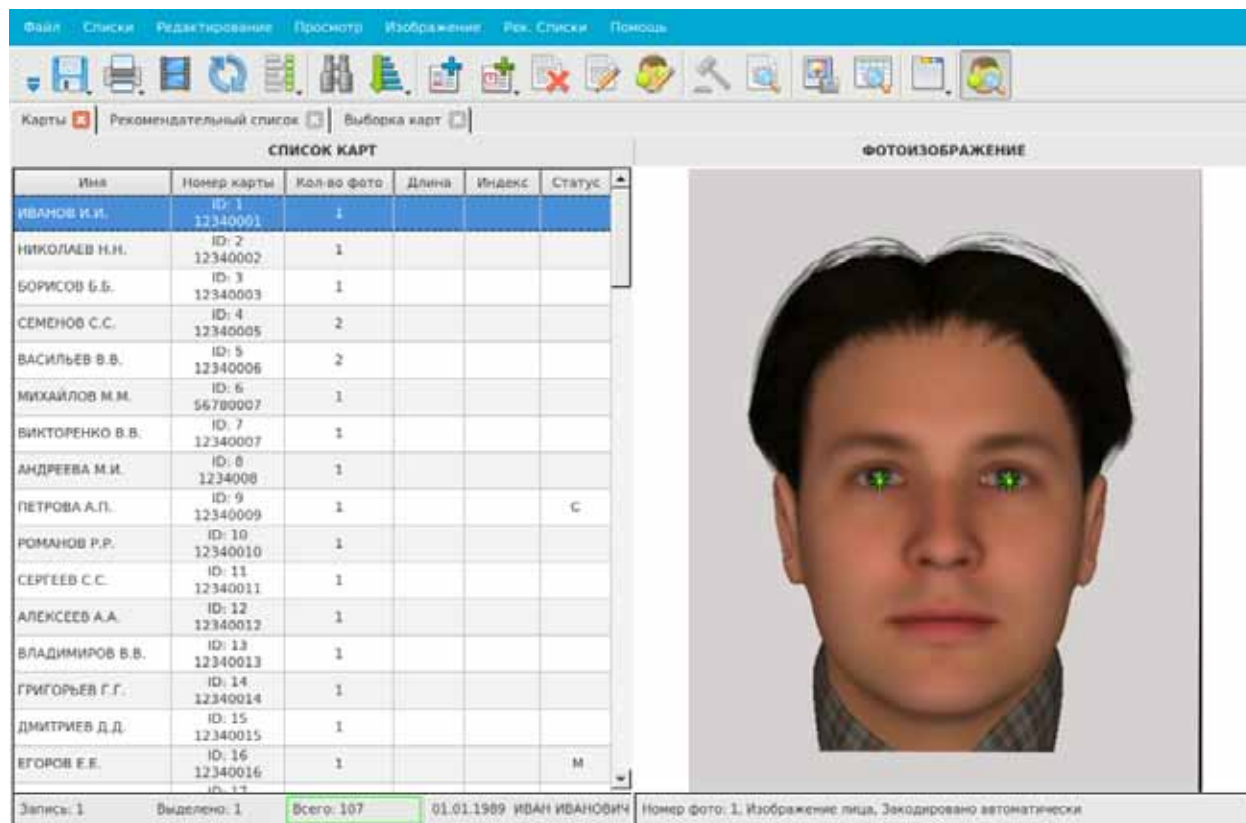 Файл Списки Редактирование Просмотр Изображение Рек. Списки Помощь
Карты Рекомендательный список Выборка карт
СПИСОК КАРТ
ФОТОИЗОБРАЖЕНИЕ
Имя Номер карты Кол-во фото Длина Индекс Статус
ИВАНОВ И.И. ID: 1 12340001 1
НИКОЛАЕВ Н.Н. ID: 2 12340002 1
БОРИСОВ Б.Б. ID: 3 12340003 1
СЕМЕНОВ С.С. ID: 4 12340005 2
ВАСИЛЬЕВ В.В. ID: 5 12340006 2
МИХАЙЛОВ М.М. ID: 6 56780007 1
ВИКТОРЕНКО В.В. ID: 7 12340007 1
АНДРЕЕВА М.И. ID: 8 1234008 1
ПЕТРОВА А.П. ID: 9 12340009 1 С
РОМАНОВ Р.Р. ID: 10 12340010 1
СЕРГЕЕВ С.С. ID: 11 12340011 1
АЛЕКСЕЕВ А.А. ID: 12 12340012 1
ВЛАДИМИРОВ В.В. ID: 13 12340013 1
ГРИГОРЬЕВ Г.Г. ID: 14 12340014 1
ДМИТРИЕВ Д.Д. ID: 15 12340015 1
ЕГОРОВ Е.Е. ID: 16 12340016 1 М
ID: 17
Запись: 1 Выделено: 1 Всего: 107 01.01.1989 ИВАН ИВАНОВИЧ
Номер фото: 1, Изображение лица, Закодировано автоматически